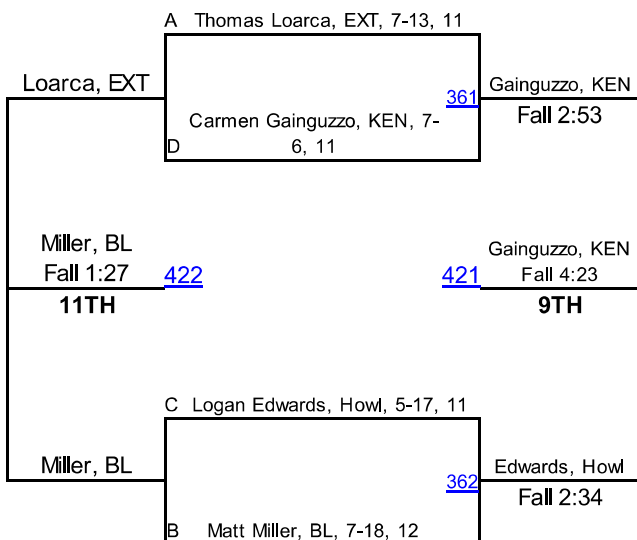 A Thomas Loarca, EXT, 7-13, 11
Loarca, EXT
361
Gainguzzo, KEN
Fall 2:53
Carmen Gainguzzo, KEN, 7-
D 6, 11
Miller, BL
Fall 1:27
11TH
422
421
Gainguzzo, KEN
Fall 4:23
9TH
C Logan Edwards, Howl, 5-17, 11
Miller, BL
362
Edwards, Howl
Fall 2:34
B Matt Miller, BL, 7-18, 12